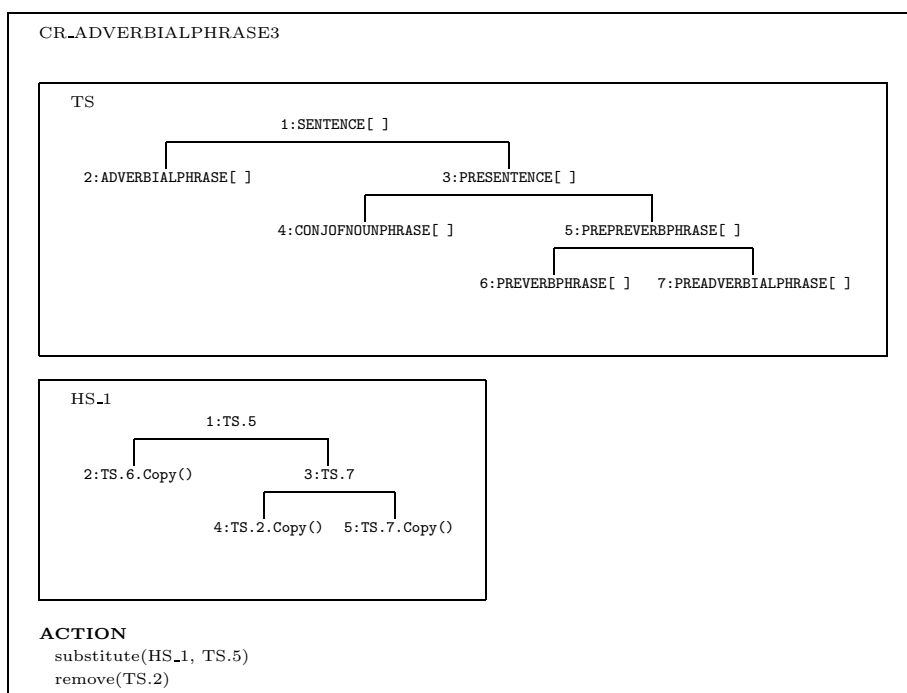 CR_ADVERBIALPHRASE3
TS
1:SENTENCE[ ]
2:ADVERBIALPHRASE[ ] 3:PRESENTENCE[ ]
4:CONJOFNOUNPHRASE[ ] 5:PREPREVERBPHRASE[ ]
6:PREVERBPHRASE[ ] 7:PREADVERBIALPHRASE[ ]
HS_1
1:TS.5
2:TS.6.Copy() 3:TS.7
4:TS.2.Copy() 5:TS.7.Copy()
ACTION
substitute(HS_1, TS.5)
remove(TS.2)